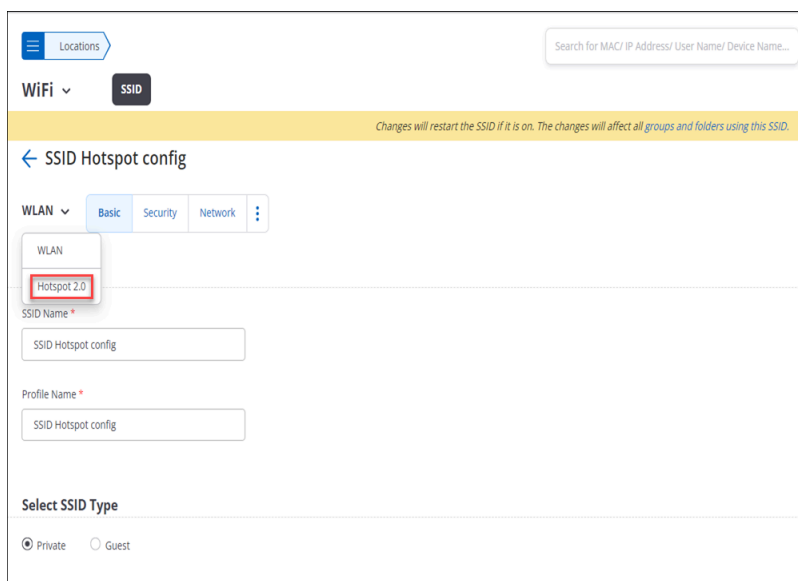 Locations
Search for MAC/ IP Address/ User Name/ Device Name...
WiFi
SSID
Changes will restart the SSID if it is on. The changes will affect all groups and folders using this SSID.
SSID Hotspot config
WLAN Basic Security Network
WLAN
Hotspot 2.0
SSID Name *
SSID Hotspot config
Profile Name *
SSID Hotspot config
Select SSID Type
Private Guest